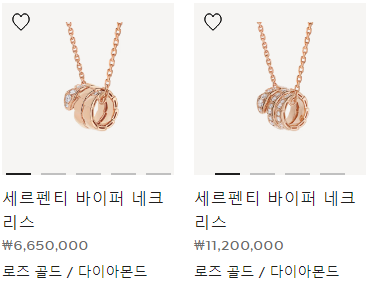 세르펜티 바이퍼 네크
리스
₩6,650,000
로즈 골드 / 다이아몬드
세르펜티 바이퍼 네크
리스
₩11,200,000
로즈 골드 / 다이아몬드